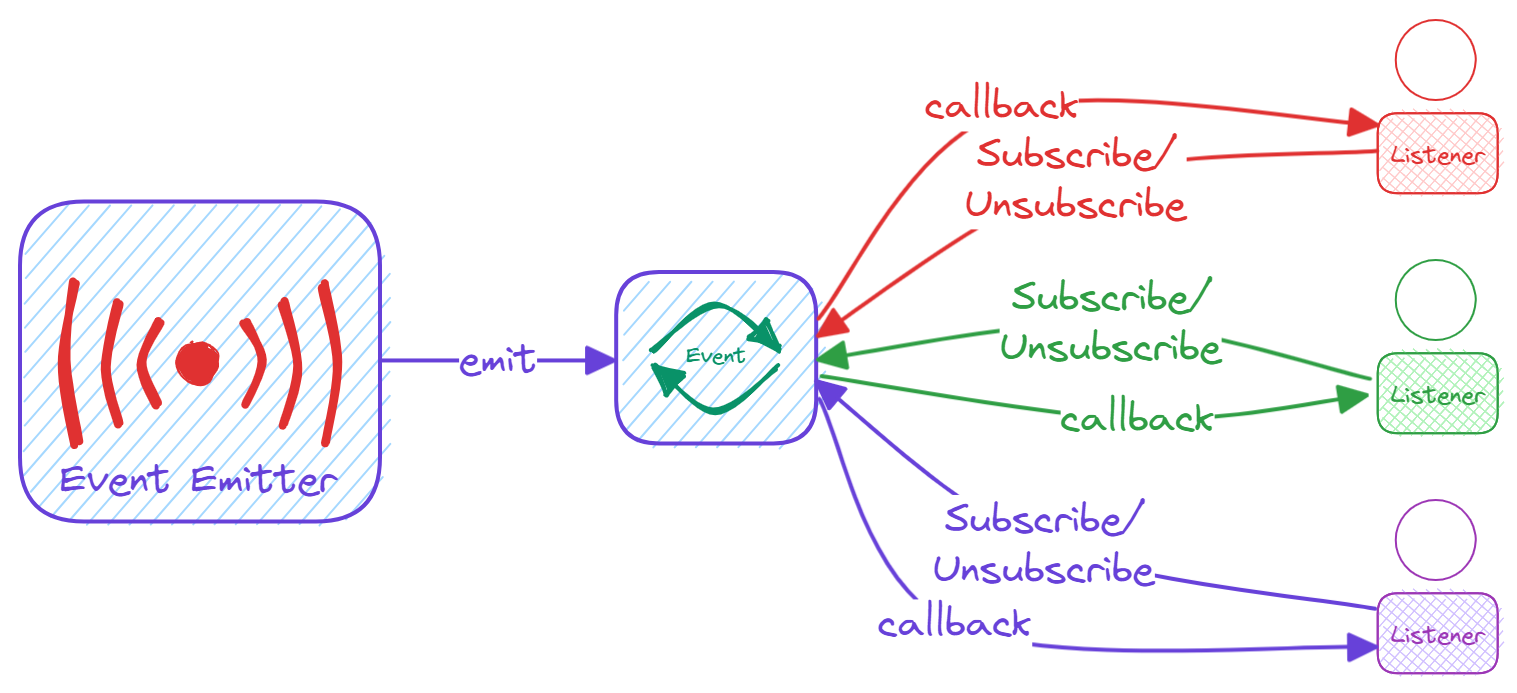 Event Emitter
emit
Event
callback
Subscribe/
Unsubscribe
Listener
Subscribe/
Unsubscribe
callback
Listener
Subscribe/
Unsubscribe
callback
Listener